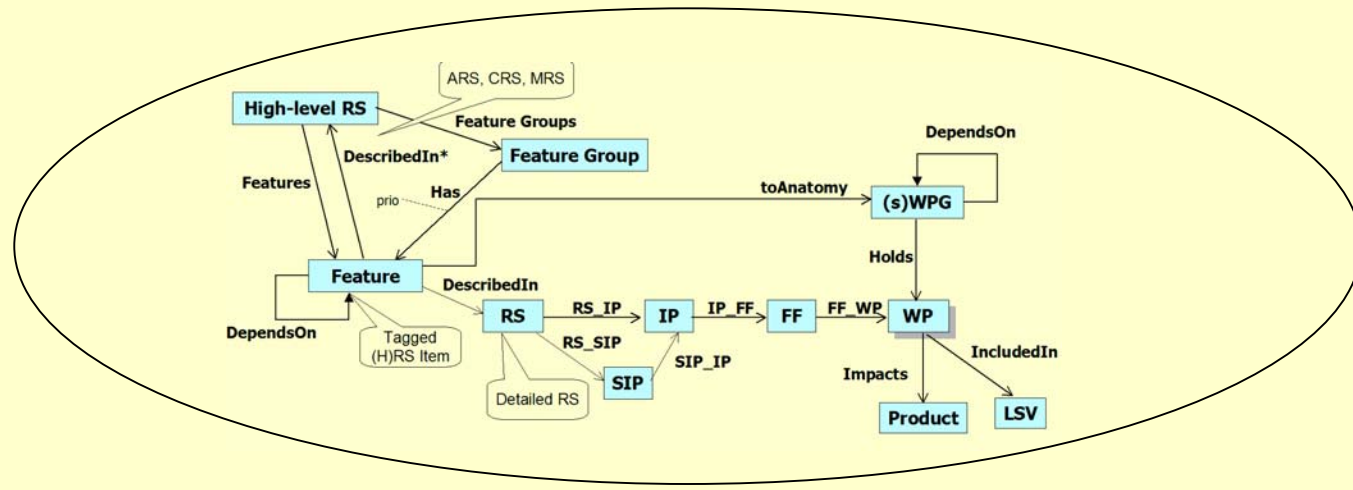 ARS, CRS, MRS
High-level RS
Feature Groups
DependsOn
DescribedIn*
Feature Group
Features
Has
toAnatomy
prio
(s)WPG
Holds
Feature
DescribedIn
DependsOn
RS
RS_IP
IP
IP_FF
FF
FF_WP
WP
Tagged
(H)RS Item
RS_SIP
SIP_IP
IncludedIn
SIP
Impacts
Detailed RS
Product
LSV